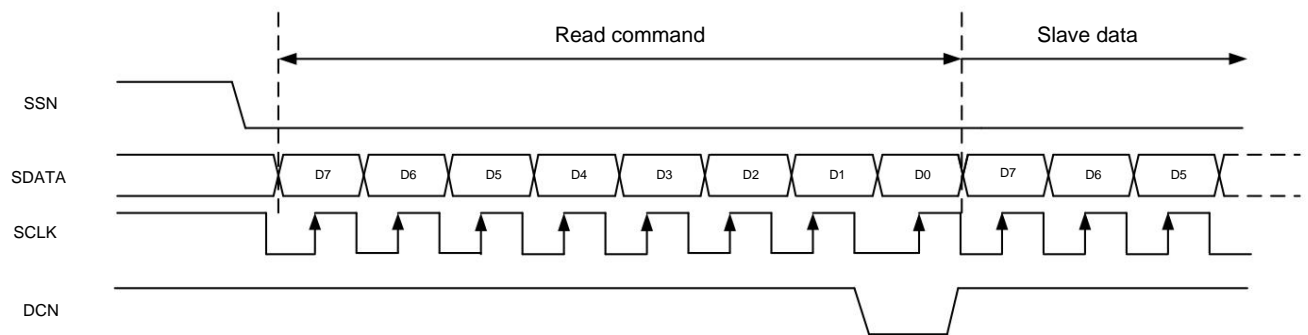 Read command Slave data
SSN
SDATA D7 D6 D5 D4 D3 D2 D1 D0 D7 D6 D5
SCLK
DCN